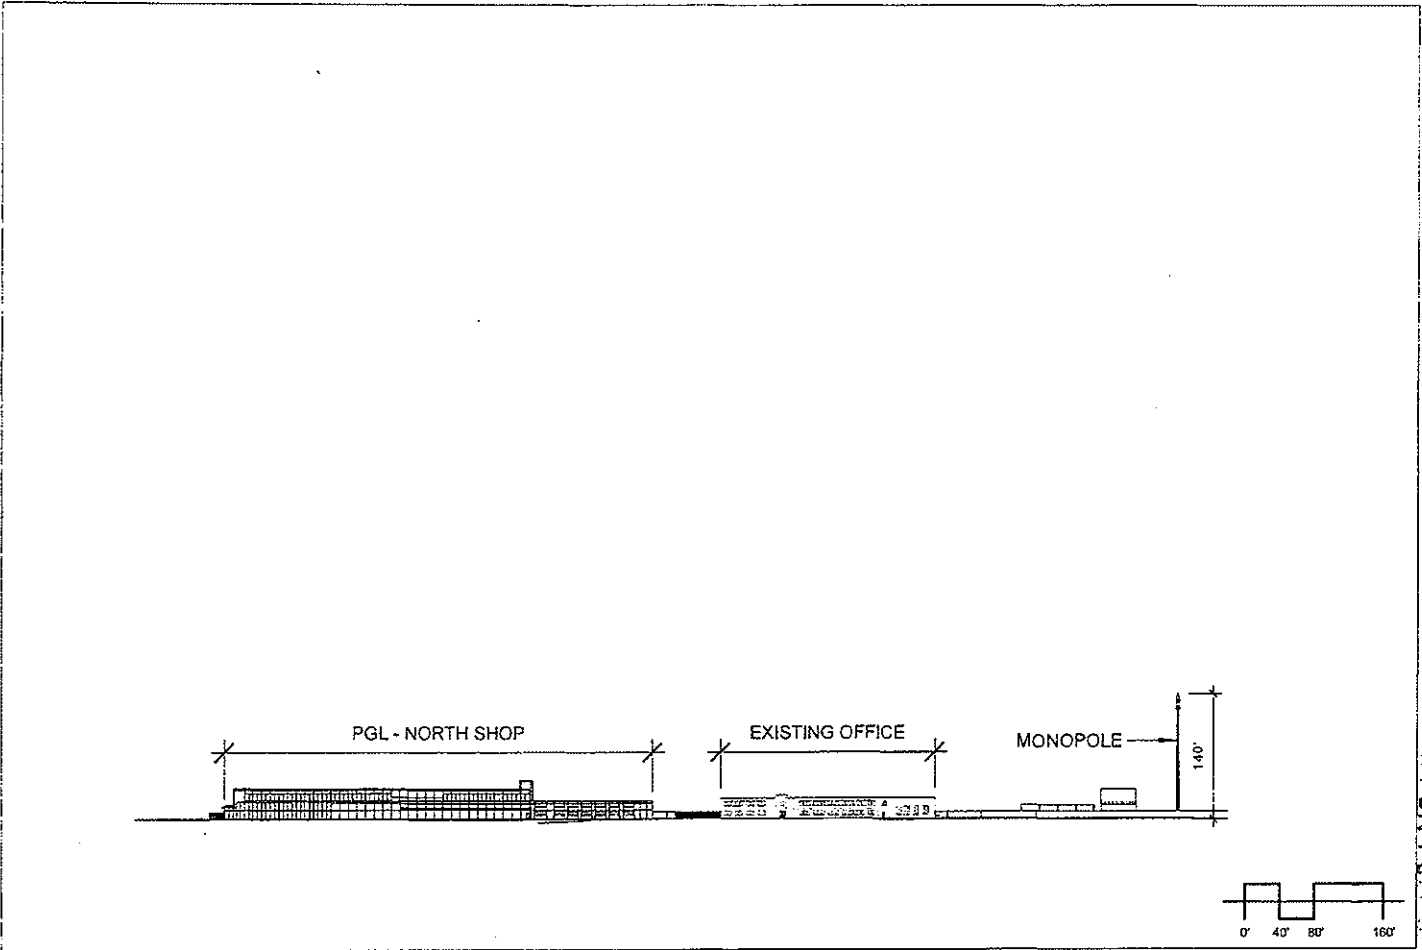 PGL - NORTH SHOP
EXISTING OFFICE
MONOPOLE
140'
0' 40' 80' 160'